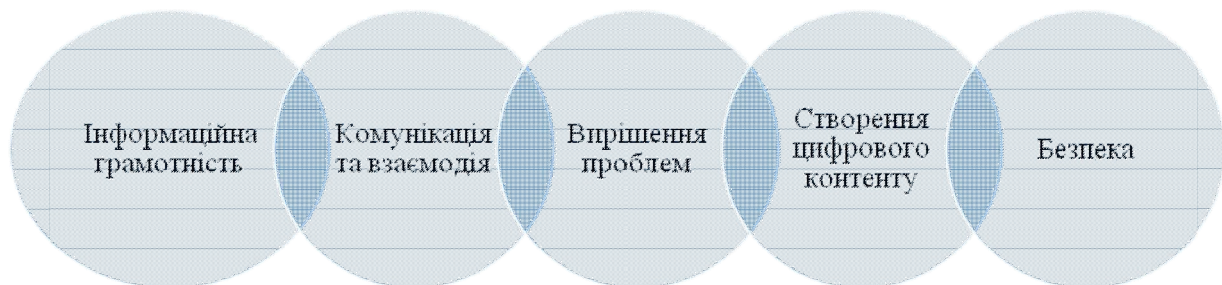 Інформаційна
грамотність
Комунікація
та взаємодія
Вирішення
проблем
Створення
цифрового
контенту
Безпека